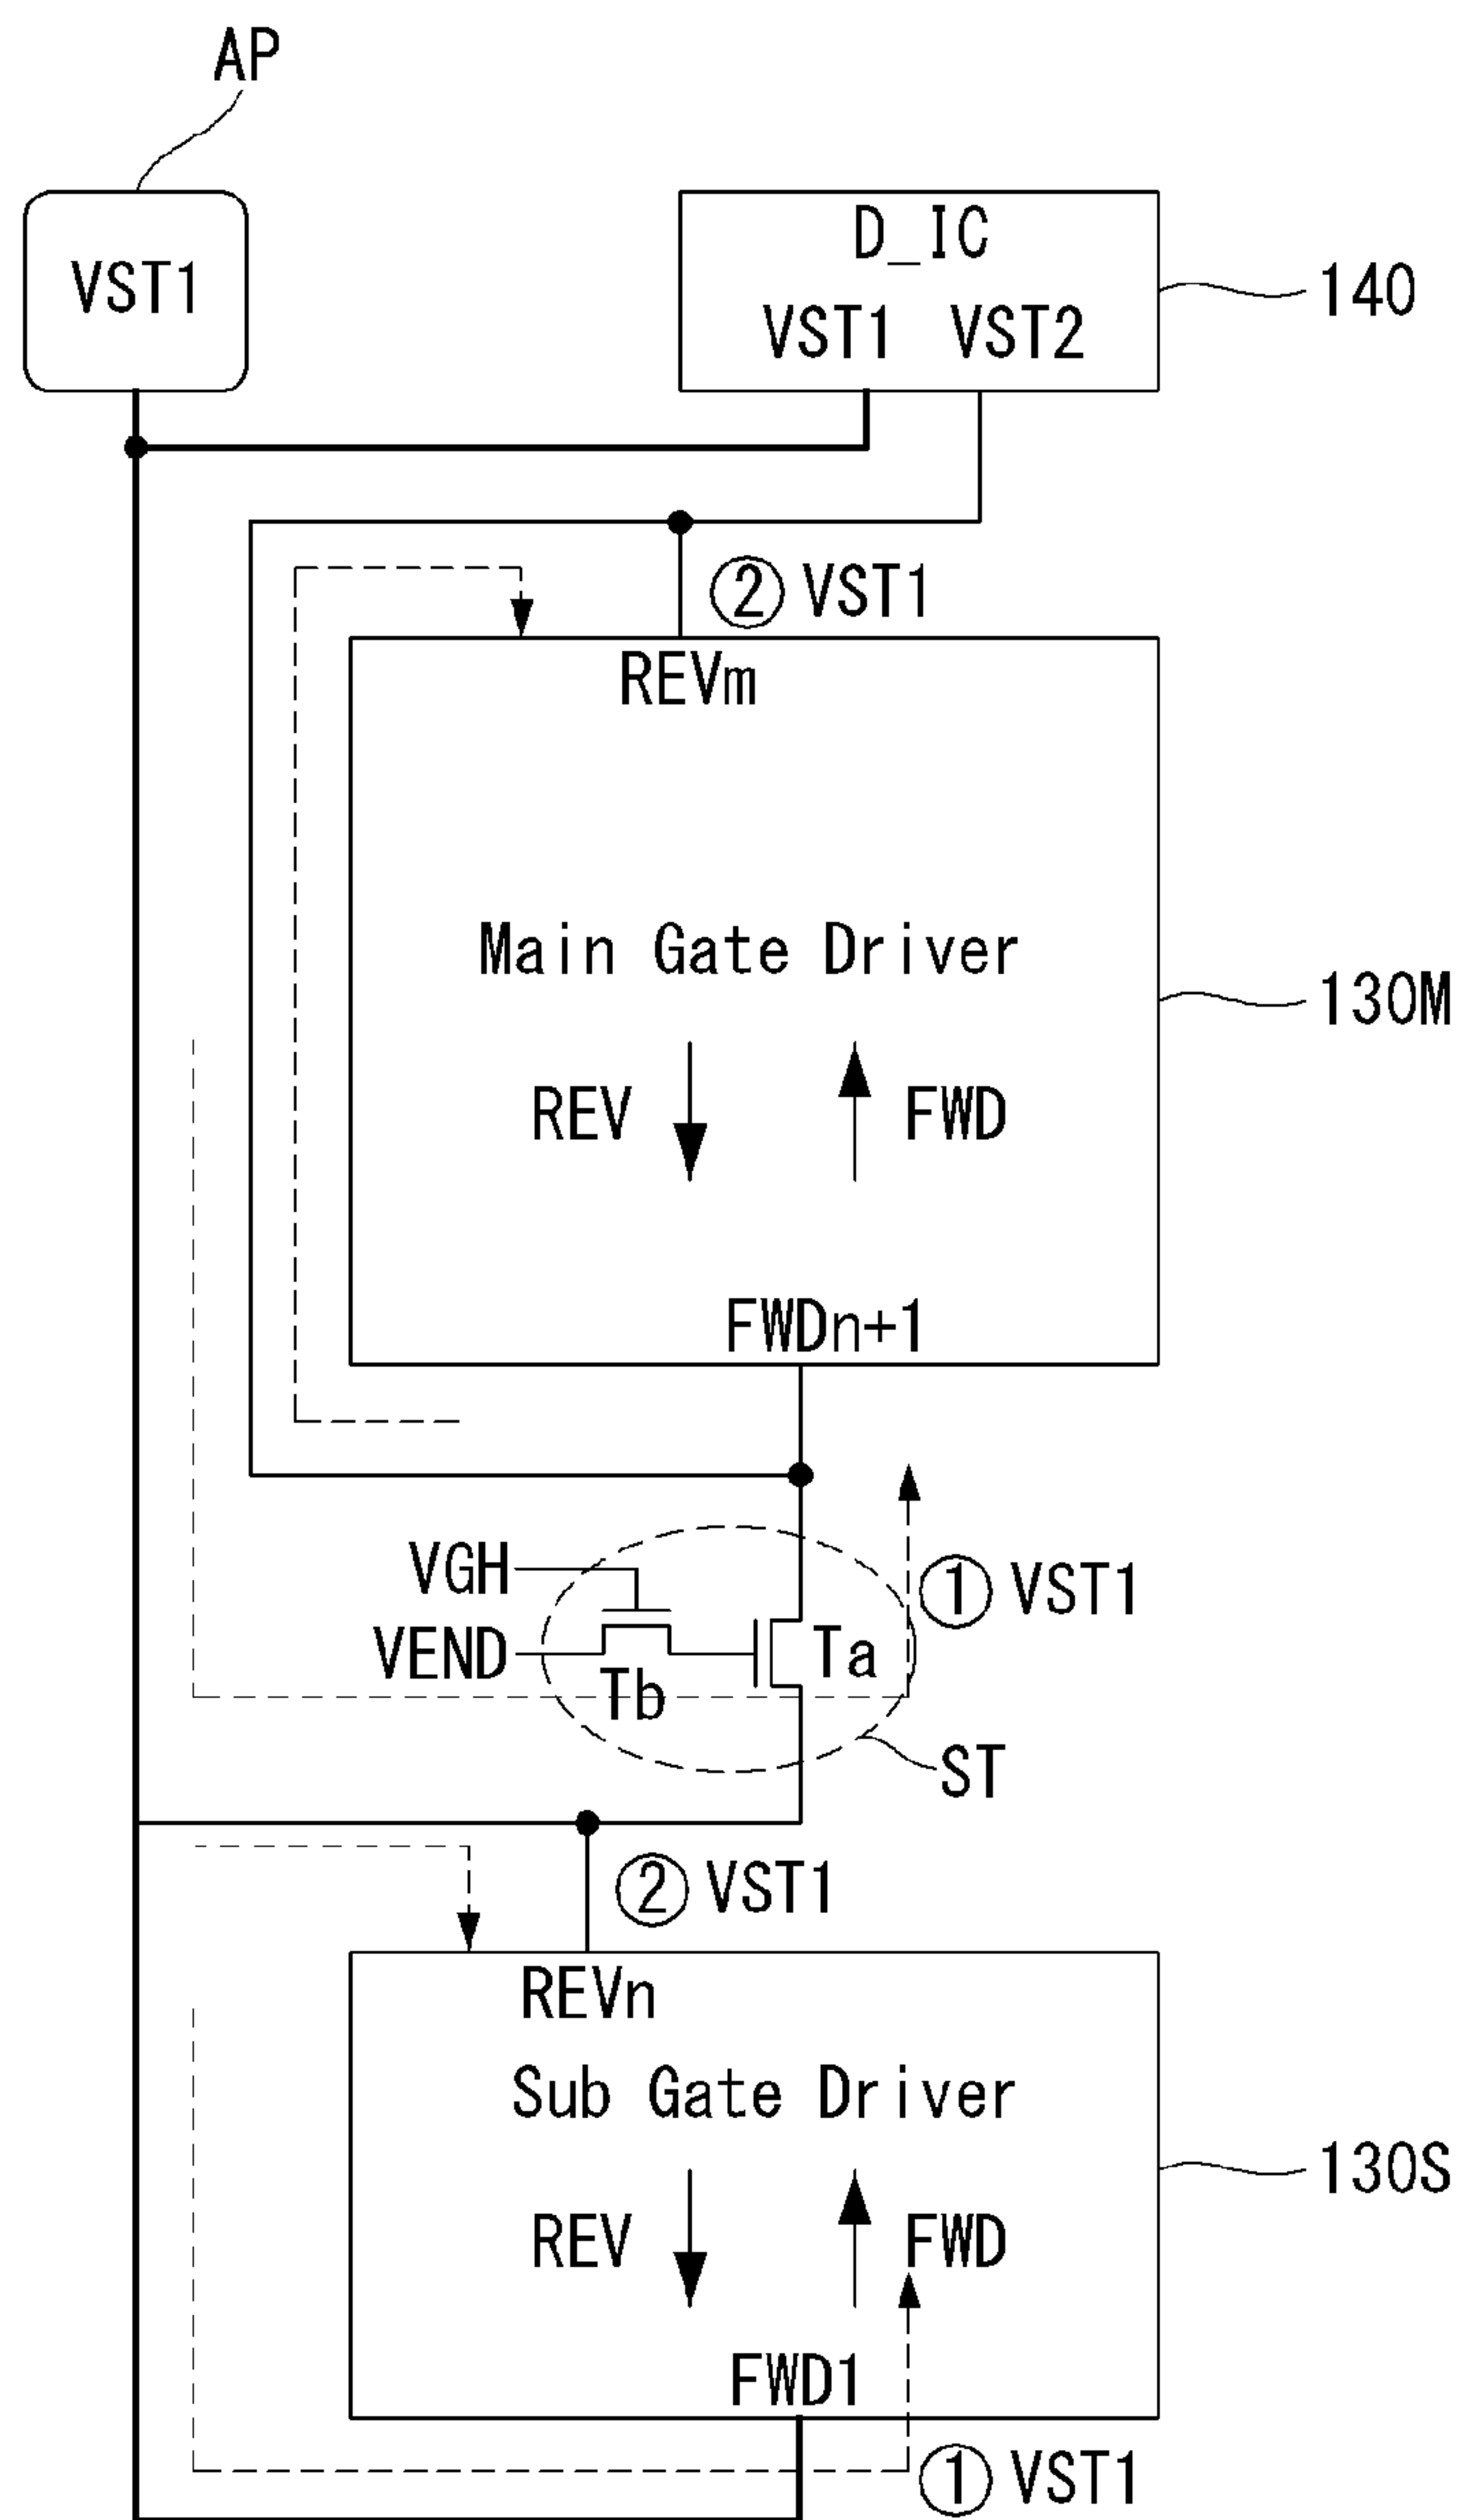 AP
VST1
D_IC
VST1 VST2
140
② VST1
REVm
Main Gate Driver
130M
REV
FWD
FWDn+1
VGH
① VST1
VEND
Ta
Tb
ST
② VST1
REVn
Sub Gate Driver
130S
REV
FWD
FWD1
① VST1